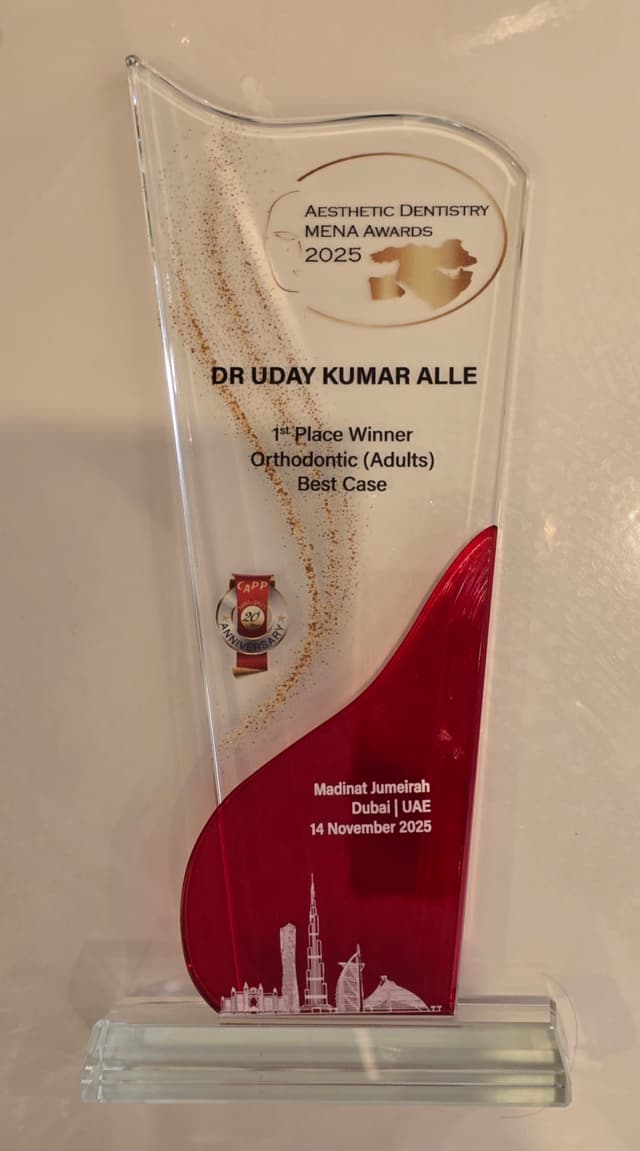 AESTHETIC DENTISTRY
MENA AWARDS
2025
DR UDAY KUMAR ALLE
1st Place Winner
Orthodontic (Adults)
Best Case
CAPP
20
ANNIVERSARY
Madinat Jumeirah
Dubai | UAE
14 November 2025